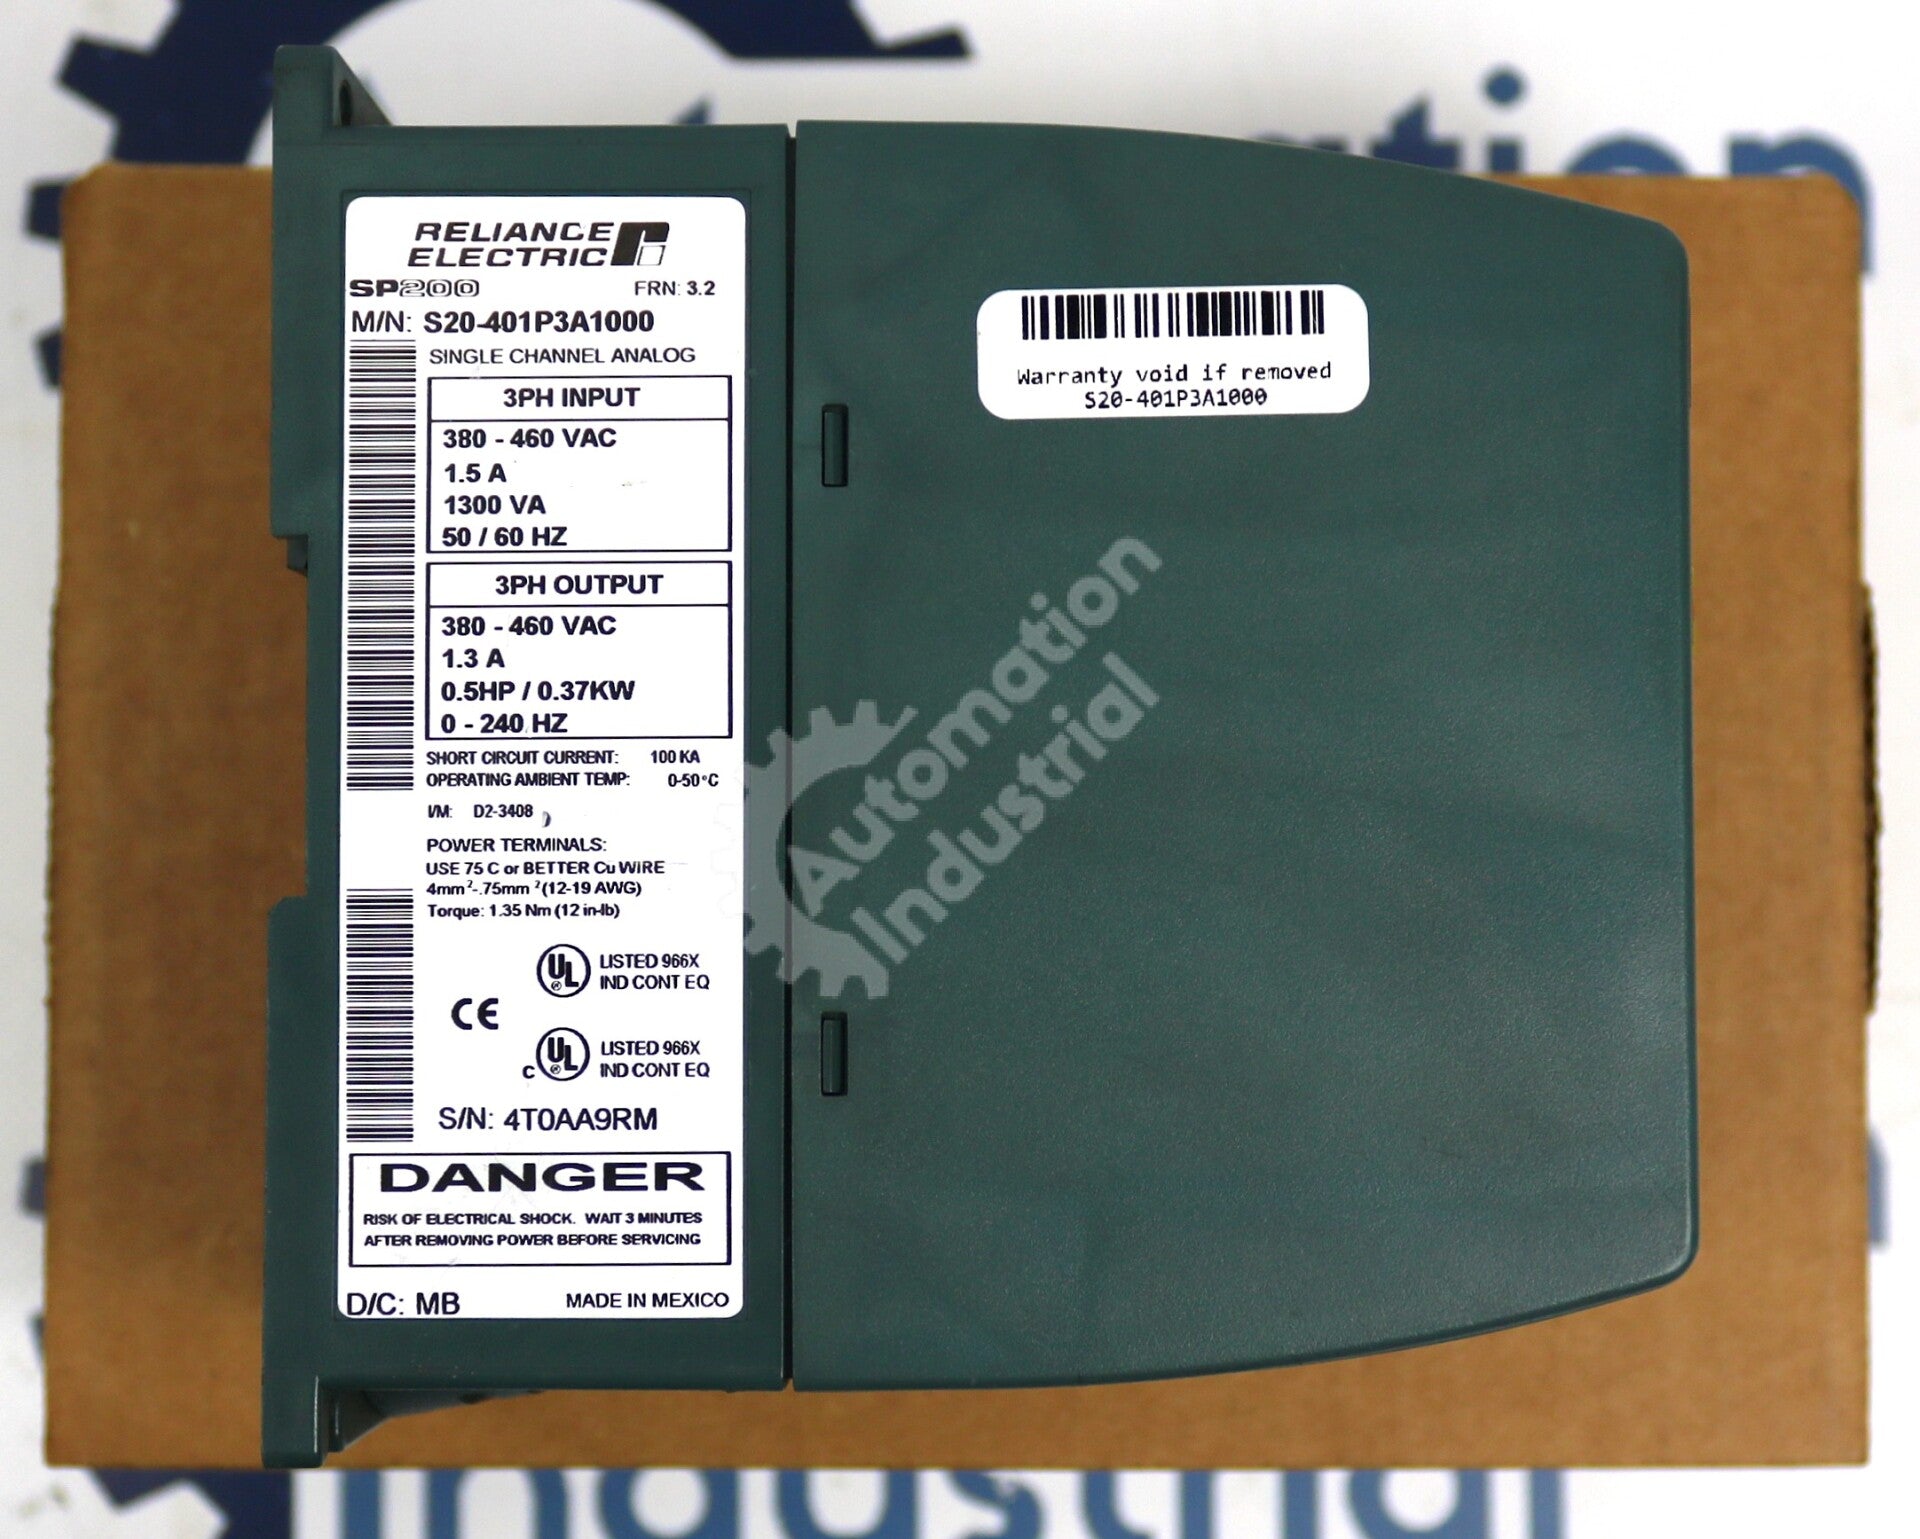 RELIANCE
ELECTRIC
SP200 FRN: 3.2
M/N: S20-401P3A1000
SINGLE CHANNEL ANALOG
3PH INPUT
380 - 460 VAC
1.5 A
1300 VA
50 / 60 HZ
3PH OUTPUT
380 - 460 VAC
1.3 A
0.5HP / 0.37KW
0 - 240 HZ
SHORT CIRCUIT CURRENT: 100 KA
OPERATING AMBIENT TEMP: 0-50°C
I/M: D2-3408
POWER TERMINALS:
USE 75 C or BETTER Cu WIRE
4mm²-.75mm² (12-19 AWG)
Torque: 1.35 Nm (12 in-lb)
UL LISTED 966X
IND CONT EQ
CE
C UL LISTED 966X
IND CONT EQ
S/N: 4T0AA9RM
DANGER
RISK OF ELECTRICAL SHOCK. WAIT 3 MINUTES
AFTER REMOVING POWER BEFORE SERVICING
D/C: MB MADE IN MEXICO
Warranty void if removed
S20-401P3A1000
Automation
Industrial